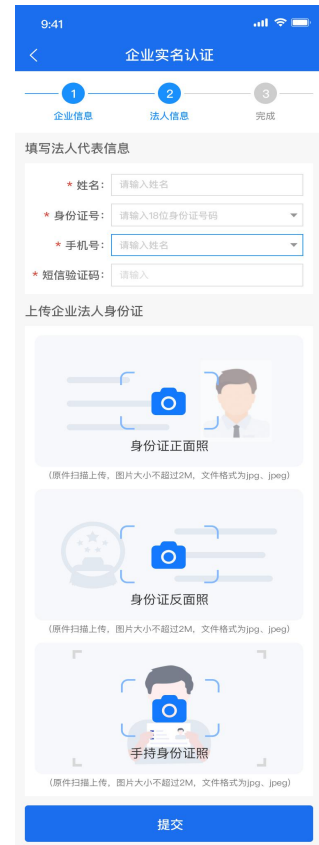 9:41
企业实名认证
1 2 3
企业信息 法人信息 完成
填写法人代表信息
* 姓名: 请输入姓名
* 身份证号: 请输入18位身份证号码
* 手机号: 请输入姓名
* 短信验证码: 请输入
上传企业法人身份证
身份证正面照
(原件扫描上传, 图片大小不超过2M, 文件格式为jpg、jpeg)
身份证反面照
(原件扫描上传, 图片大小不超过2M, 文件格式为jpg、jpeg)
手持身份证照
(原件扫描上传, 图片大小不超过2M, 文件格式为jpg、jpeg)
提交